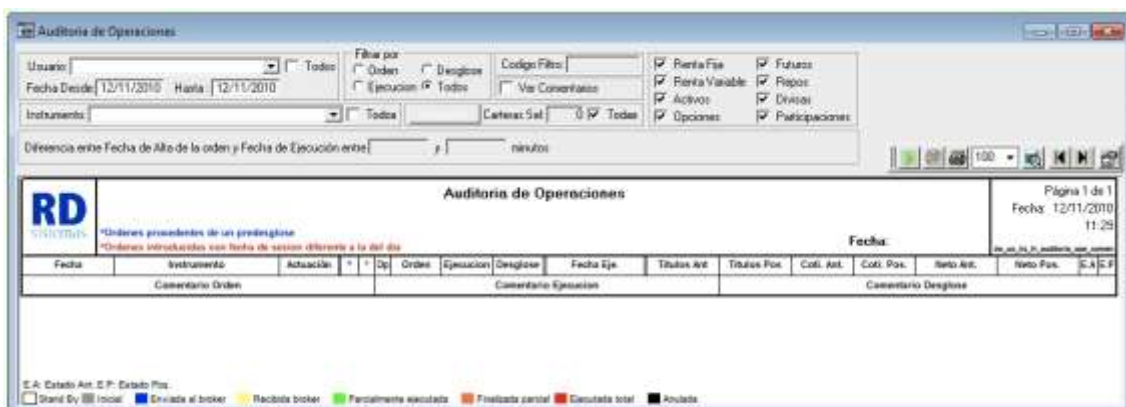 Auditoria de Operaciones
Usuario: Todos
Fecha Desde: 12/11/2010 Hasta: 12/11/2010
Filtrar por
Orden Desglose
Ejecucion Todos
Codigo Filtro:
Ver Comentarios
Renta Fija Futuros
Renta Variable Repos
Activos Divisas
Opciones Participaciones
Instrumento: Todos Carteras Sel: 0 Todas
Diferencia entre Fecha de Alta de la orden y Fecha de Ejecución entre y minutos
100
RD
sistemas
Auditoria de Operaciones
Página 1 de 1
Fecha: 12/11/2010
11:29
*Ordenes procedentes de un predesglose
*Ordenes introducidas con fecha de sesion diferente a la del dia
Fecha:
Fecha Instrumento Actuación * * Op Orden Ejecucion Desglose Fecha Eje. Titulos Ant Titulos Pos. Coti. Ant. Coti. Pos. Neto Ant. Neto Pos. E.A E.P
Comentario Orden Comentario Ejecucion Comentario Desglose
E.A: Estado Ant. E.P: Estado Pos.
Stand By Inicial Enviada al broker Recibida broker Parcialmente ejecutada Finalizada parcial Ejecutada total Anulada